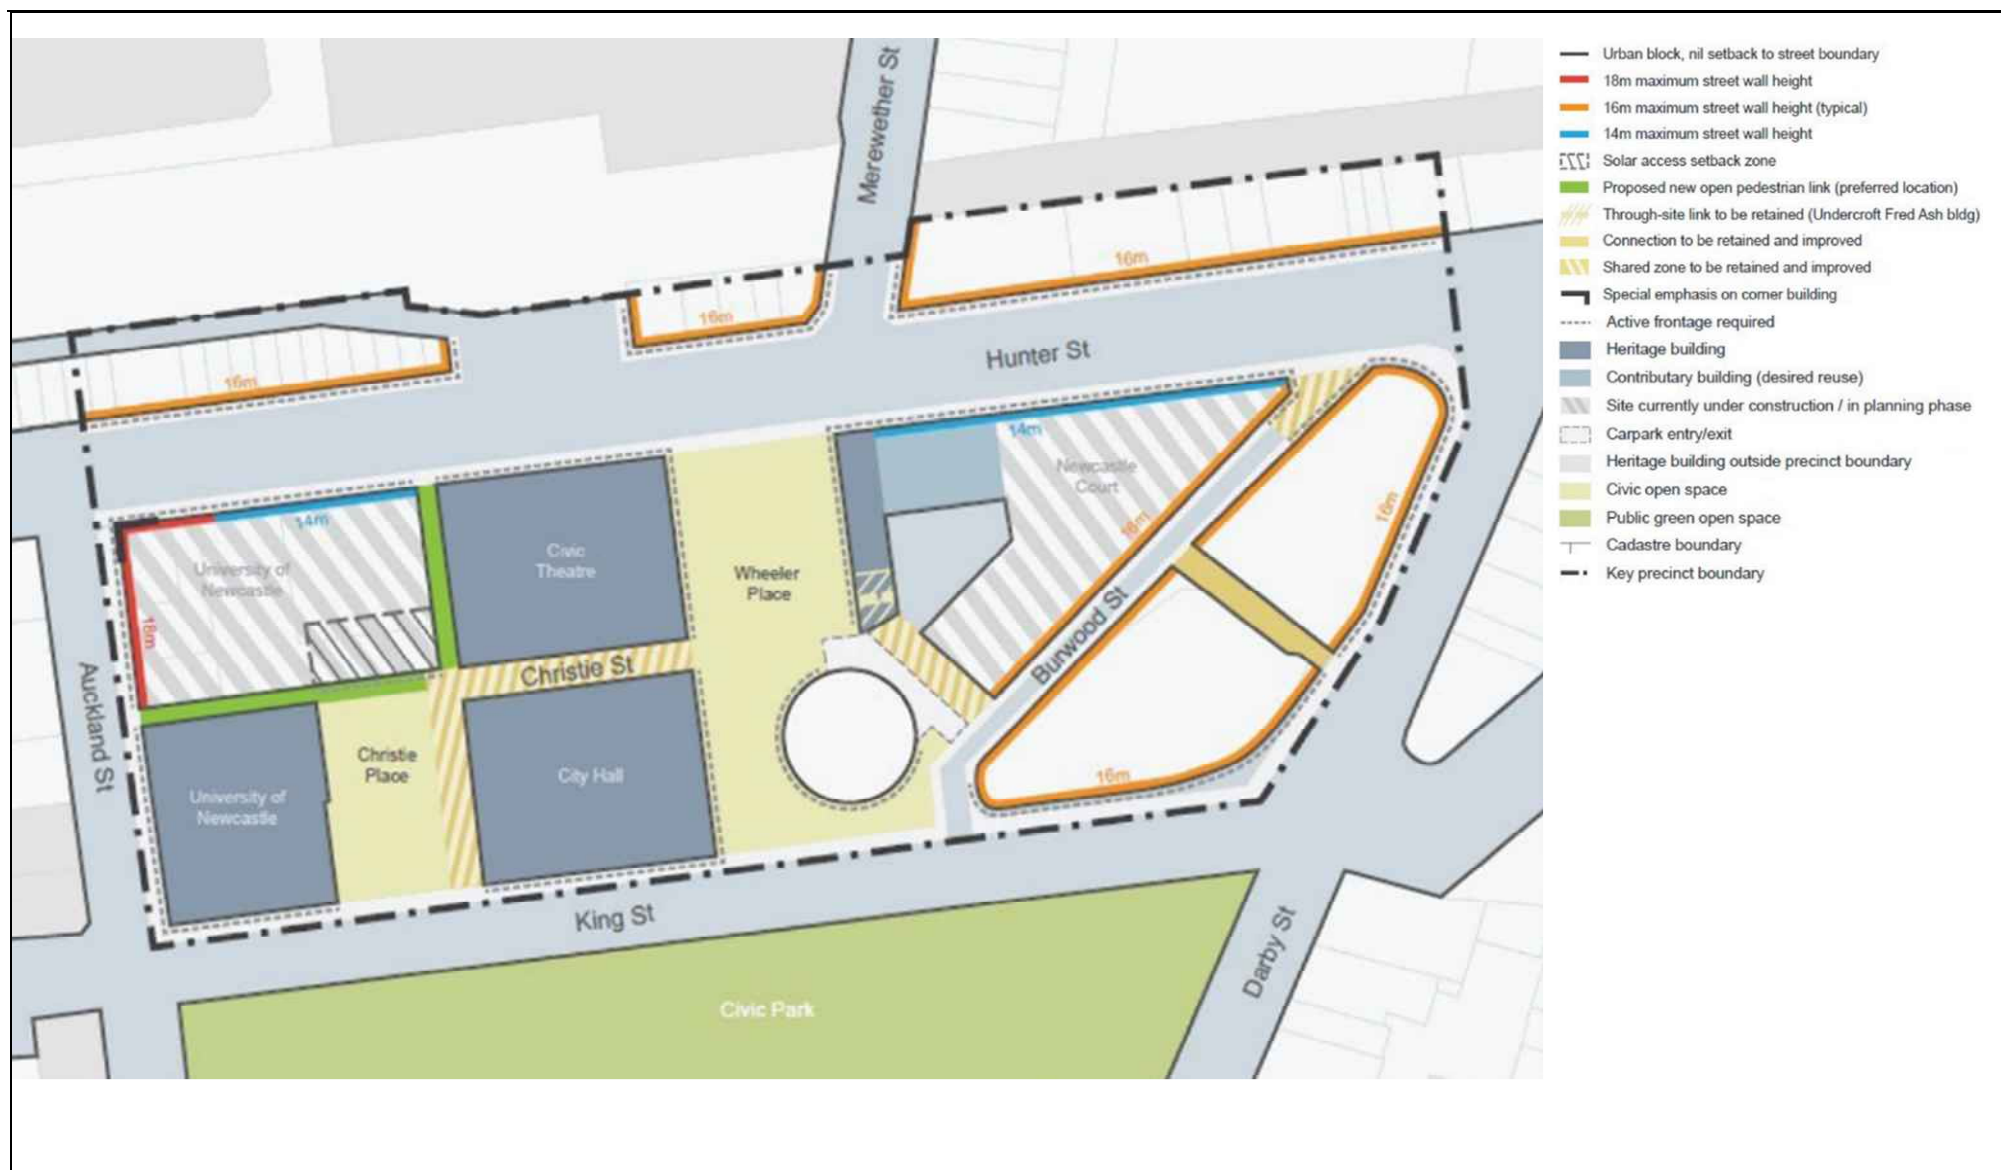 Merewether St
16m
16m
Hunter St
16m
14m
Newcastle
Court
16m
16m
14m
University of
Newcastle
18m
Civic
Theatre
Wheeler
Place
Christie St
Burwood St
Auckland St
Christie
Place
City Hall
16m
University of
Newcastle
King St
Darby St
Civic Park
Urban block, nil setback to street boundary
18m maximum street wall height
16m maximum street wall height (typical)
14m maximum street wall height
Solar access setback zone
Proposed new open pedestrian link (preferred location)
Through-site link to be retained (Undercroft Fred Ash bldg)
Connection to be retained and improved
Shared zone to be retained and improved
Special emphasis on corner building
Active frontage required
Heritage building
Contributary building (desired reuse)
Site currently under construction / in planning phase
Carpark entry/exit
Heritage building outside precinct boundary
Civic open space
Public green open space
Cadastre boundary
Key precinct boundary